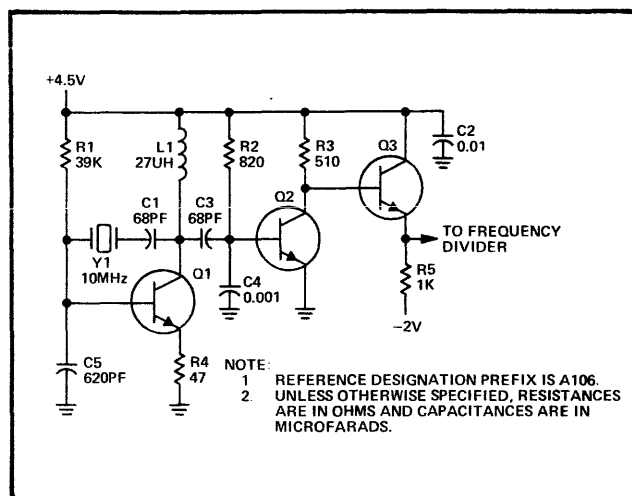 +4.5V
R1
39K
L1
27UH
R2
820
R3
510
Q3
C2
0.01
C1
68PF
C3
68PF
Q2
Y1
10MHz
Q1
C4
0.001
TO FREQUENCY
DIVIDER
R5
1K
−2V
C5
620PF
R4
47
NOTE:
1 REFERENCE DESIGNATION PREFIX IS A106.
2. UNLESS OTHERWISE SPECIFIED, RESISTANCES
ARE IN OHMS AND CAPACITANCES ARE IN
MICROFARADS.